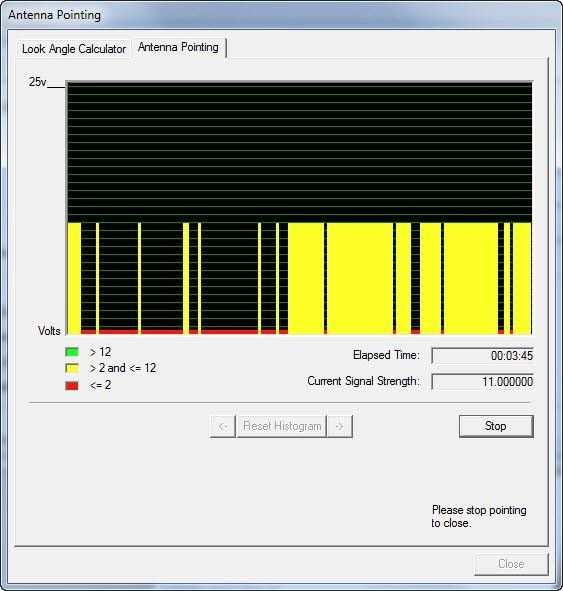 Antenna Pointing
Look Angle Calculator
Antenna Pointing
25v
Volts
> 12
> 2 and <= 12
<= 2
Elapsed Time:
00:03:45
Current Signal Strength:
11.000000
<-
Reset Histogram
->
Stop
Please stop pointing
to close.
Close